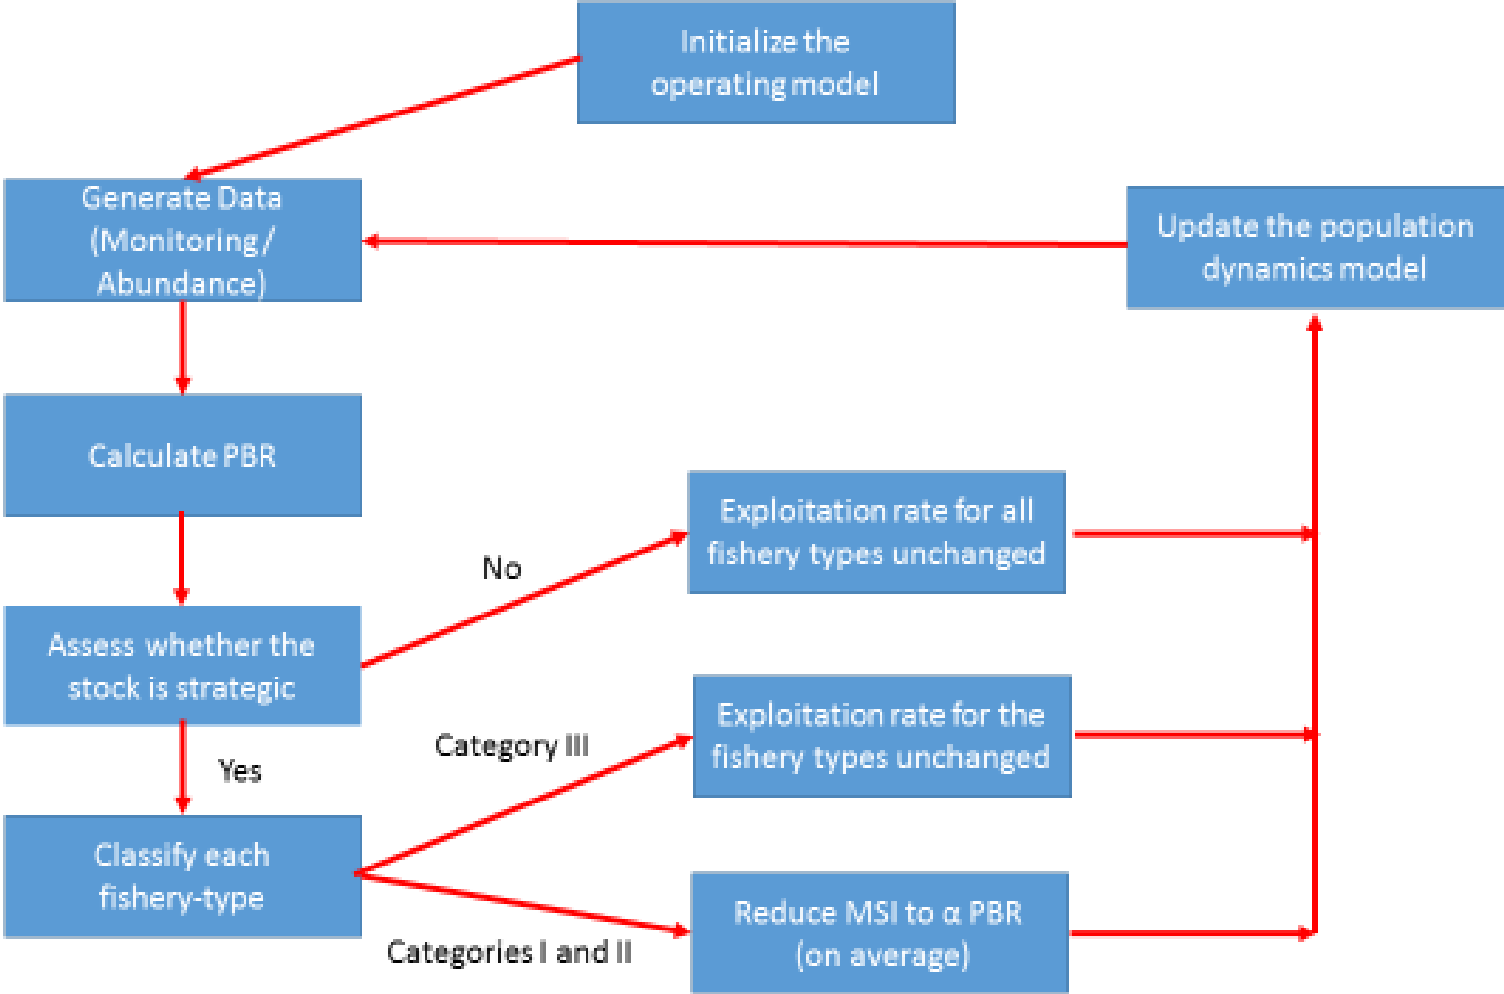 Initialize the
operating model
Generate Data
(Monitoring/
Abundance)
Update the population
dynamics model
Calculate PBR
Exploitation rate for all
fishery types unchanged
No
Assess whether the
stock is strategic
Exploitation rate for the
fishery types unchanged
Category III
Yes
Classify each
fishery-type
Reduce MSI to α PBR
(on average)
Categories I and II